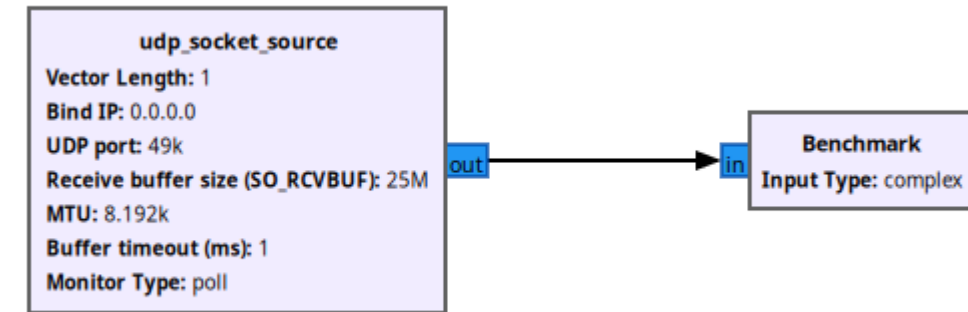 udp_socket_source
Vector Length: 1
Bind IP: 0.0.0.0
UDP port: 49k
Receive buffer size (SO_RCVBUF): 25M
MTU: 8.192k
Buffer timeout (ms): 1
Monitor Type: poll
out
in
Benchmark
Input Type: complex